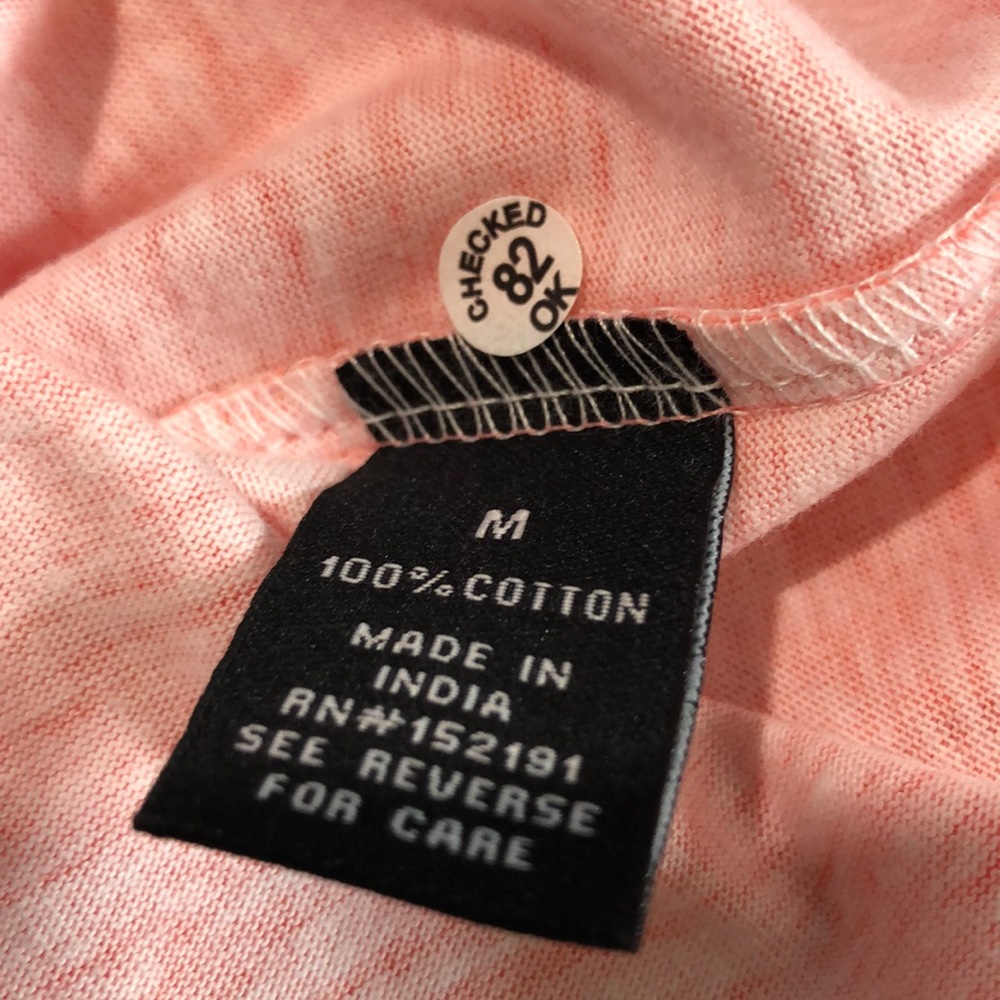 CHECKED
82
OK
M
100% COTTON
MADE IN
INDIA
RN#152191
SEE REVERSE
FOR CARE